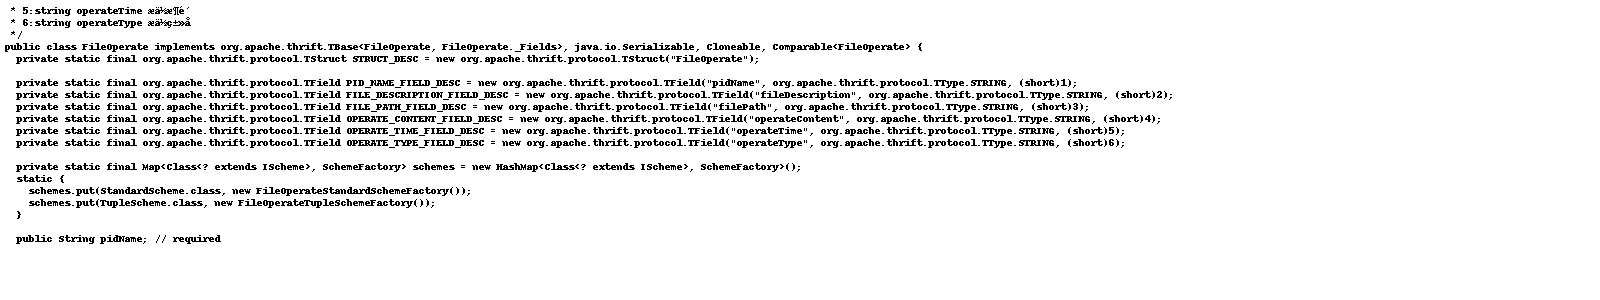 * 5:string operateTime æä½æ¶é´
* 6:string operateType æä½ç±»å
*/
public class FileOperate implements org.apache.thrift.TBase<FileOperate, FileOperate._Fields>, java.io.Serializable, Cloneable, Comparable<FileOperate> {
private static final org.apache.thrift.protocol.TStruct STRUCT_DESC = new org.apache.thrift.protocol.TStruct("FileOperate");
private static final org.apache.thrift.protocol.TField PID_NAME_FIELD_DESC = new org.apache.thrift.protocol.TField("pidName", org.apache.thrift.protocol.TType.STRING, (short)1);
private static final org.apache.thrift.protocol.TField FILE_DESCRIPTION_FIELD_DESC = new org.apache.thrift.protocol.TField("fileDescription", org.apache.thrift.protocol.TType.STRING, (short)2);
private static final org.apache.thrift.protocol.TField FILE_PATH_FIELD_DESC = new org.apache.thrift.protocol.TField("filePath", org.apache.thrift.protocol.TType.STRING, (short)3);
private static final org.apache.thrift.protocol.TField OPERATE_CONTENT_FIELD_DESC = new org.apache.thrift.protocol.TField("operateContent", org.apache.thrift.protocol.TType.STRING, (short)4);
private static final org.apache.thrift.protocol.TField OPERATE_TIME_FIELD_DESC = new org.apache.thrift.protocol.TField("operateTime", org.apache.thrift.protocol.TType.STRING, (short)5);
private static final org.apache.thrift.protocol.TField OPERATE_TYPE_FIELD_DESC = new org.apache.thrift.protocol.TField("operateType", org.apache.thrift.protocol.TType.STRING, (short)6);
private static final Map<Class<? extends IScheme>, SchemeFactory> schemes = new HashMap<Class<? extends IScheme>, SchemeFactory>();
static {
schemes.put(StandardScheme.class, new FileOperateStandardSchemeFactory());
schemes.put(TupleScheme.class, new FileOperateTupleSchemeFactory());
}
public String pidName; // required